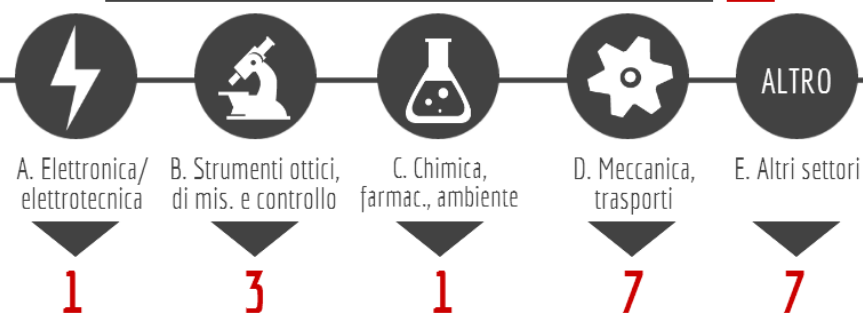 ALTRO
A. Elettronica/
elettrotecnica
B. Strumenti ottici,
di mis. e controllo
C. Chimica,
farmac., ambiente
D. Meccanica,
trasporti
E. Altri settori
1
3
1
7
7